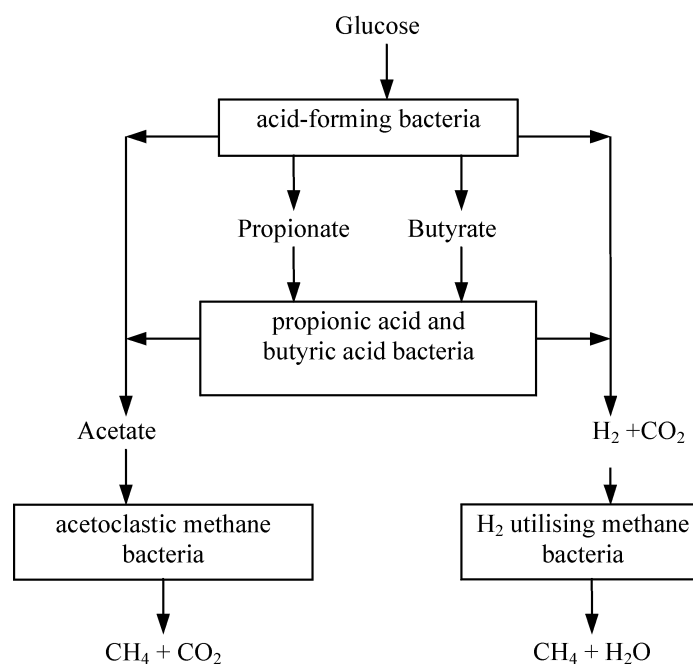 Glucose
acid-forming bacteria
Propionate
Butyrate
propionic acid and
butyric acid bacteria
Acetate
H₂ +CO₂
acetoclastic methane
bacteria
H₂ utilising methane
bacteria
CH₄ + CO₂
CH₄ + H₂O